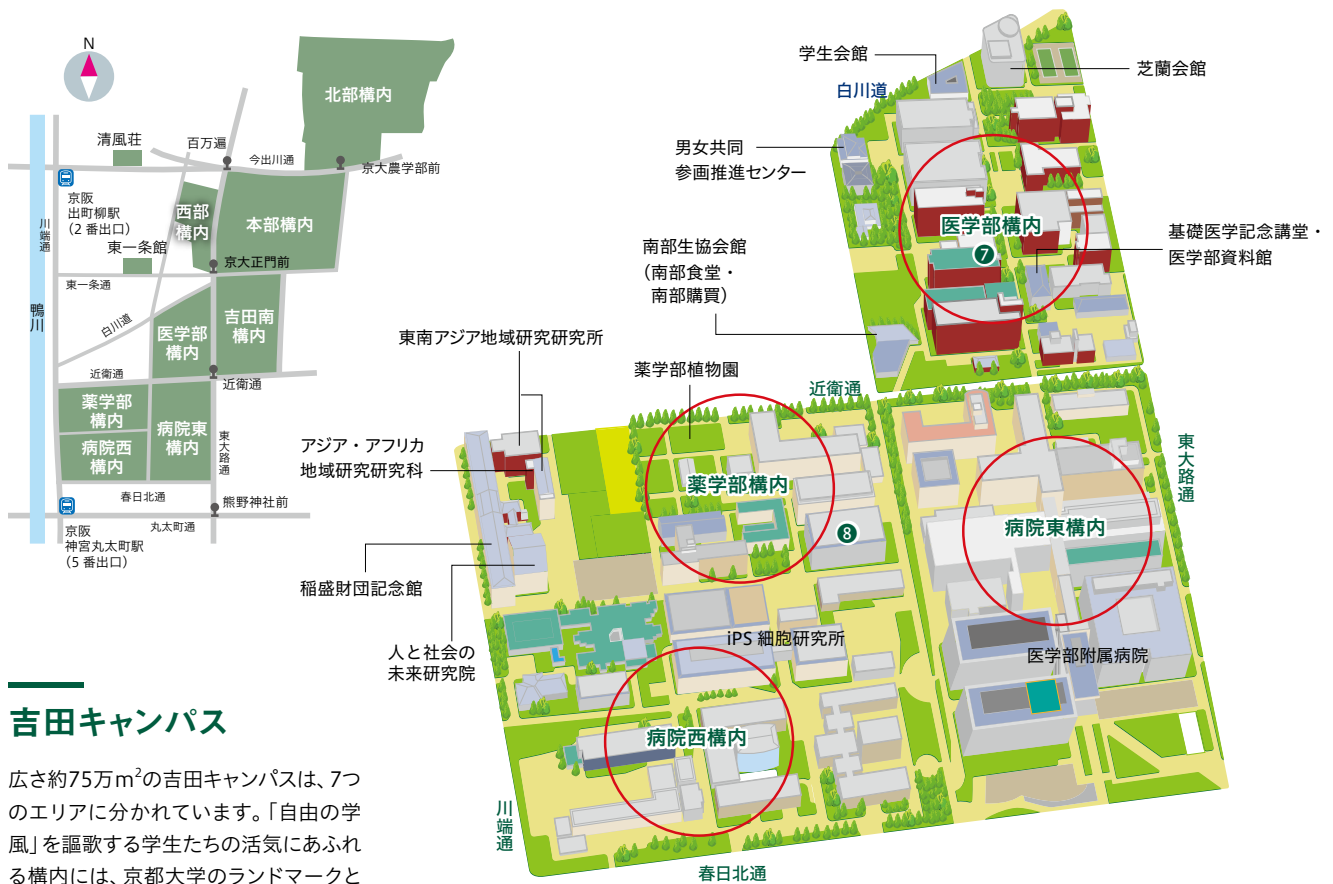 N
北部構内
清風荘
百万遍
今出川通
京大農学部前
京阪
出町柳駅
(2 番出口)
川端通
西部
構内
本部構内
東一条館
京大正門前
東一条通
鴨川
白川道
医学部
構内
吉田南
構内
近衛通
近衛通
薬学部
構内
病院西
構内
病院東
構内
東大路通
春日北通
熊野神社前
丸太町通
京阪
神宮丸太町駅
(5 番出口)
学生会館
芝蘭会館
白川道
男女共同
参画推進センター
医学部構内
❼
基礎医学記念講堂・
医学部資料館
南部生協会館
(南部食堂・
南部購買)
東南アジア地域研究研究所
薬学部植物園
近衛通
東大路通
アジア・アフリカ
地域研究研究科
薬学部構内
❽
病院東構内
稲盛財団記念館
人と社会の
未来研究院
iPS 細胞研究所
医学部附属病院
病院西構内
川端通
春日北通
吉田キャンパス
広さ約75万m²の吉田キャンパスは、7つ
のエリアに分かれています。「自由の学
風」を謳歌する学生たちの活気にあふれ
る構内には、京都大学のランドマークと